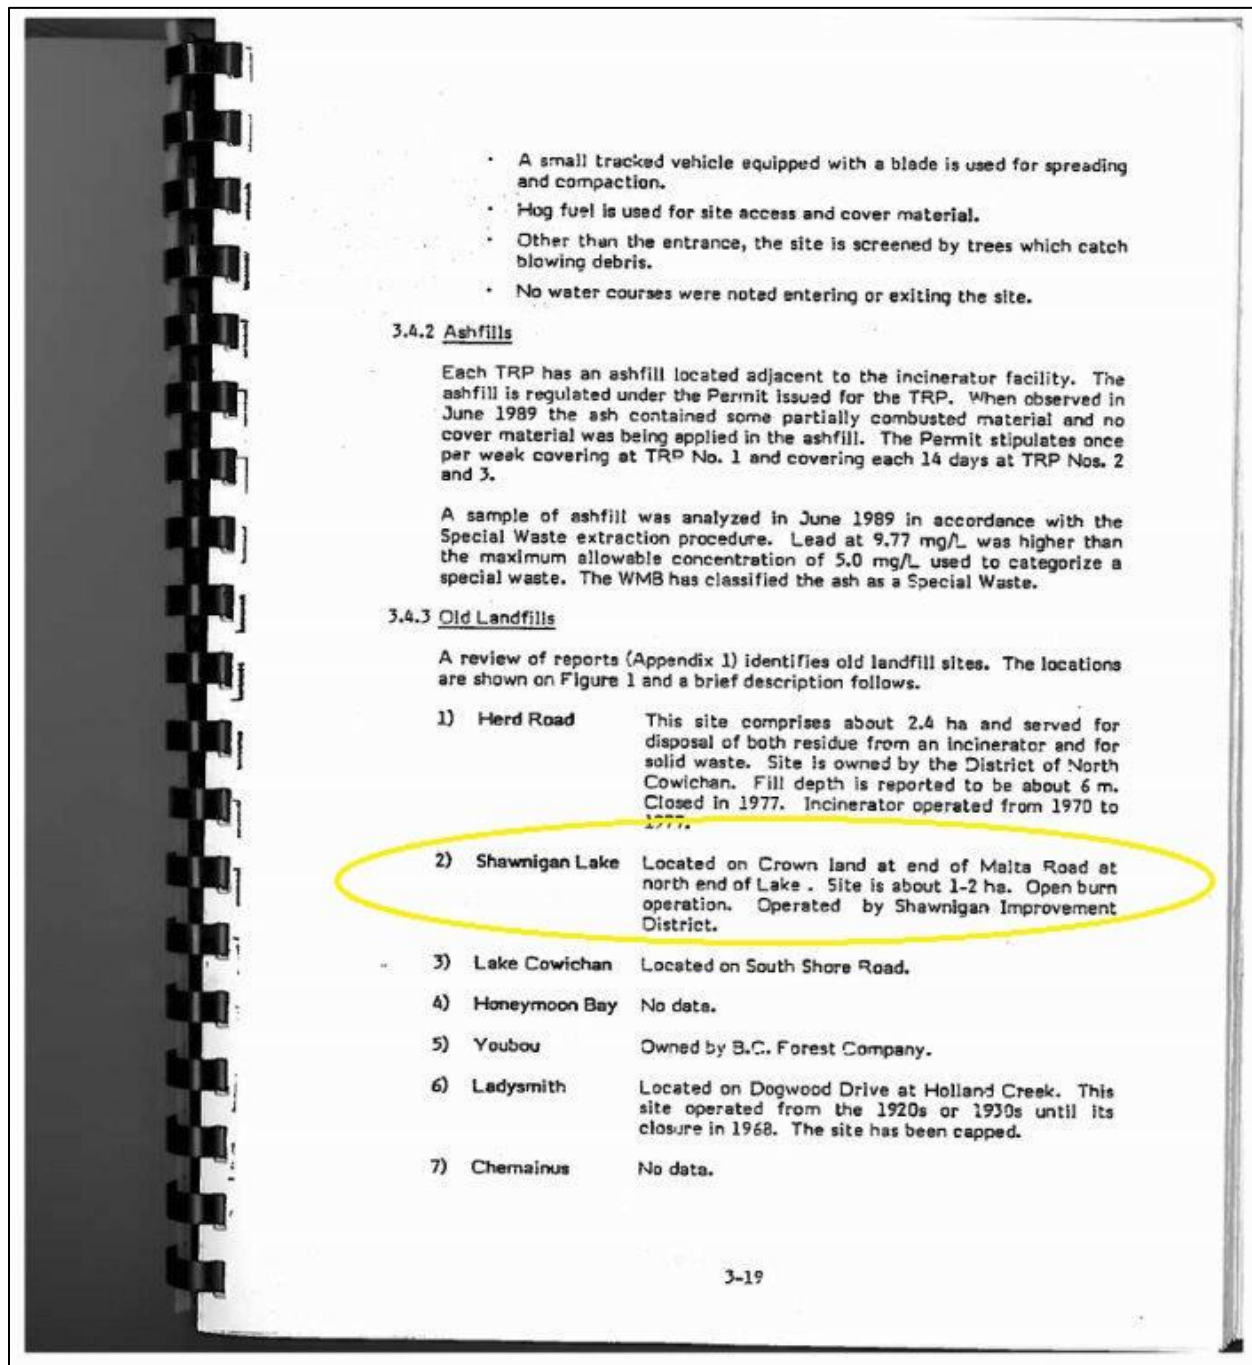 · A small tracked vehicle equipped with a blade is used for spreading
and compaction.
· Hog fuel is used for site access and cover material.
· Other than the entrance, the site is screened by trees which catch
blowing debris.
· No water courses were noted entering or exiting the site.
3.4.2 Ashfills
Each TRP has an ashfill located adjacent to the incinerator facility. The
ashfill is regulated under the Permit issued for the TRP. When observed in
June 1989 the ash contained some partially combusted material and no
cover material was being applied in the ashfill. The Permit stipulates once
per week covering at TRP No. 1 and covering each 14 days at TRP Nos. 2
and 3.
A sample of ashfill was analyzed in June 1989 in accordance with the
Special Waste extraction procedure. Lead at 9.77 mg/L was higher than
the maximum allowable concentration of 5.0 mg/L used to categorize a
special waste. The WMB has classified the ash as a Special Waste.
3.4.3 Old Landfills
A review of reports (Appendix 1) identifies old landfill sites. The locations
are shown on Figure 1 and a brief description follows.
1) Herd Road This site comprises about 2.4 ha and served for
disposal of both residue from an incinerator and for
solid waste. Site is owned by the District of North
Cowichan. Fill depth is reported to be about 6 m.
Closed in 1977. Incinerator operated from 1970 to
1977.
2) Shawnigan Lake Located on Crown land at end of Malta Road at
north end of Lake . Site is about 1-2 ha. Open burn
operation. Operated by Shawnigan Improvement
District.
3) Lake Cowichan Located on South Shore Road.
4) Honeymoon Bay No data.
5) Youbou Owned by B.C. Forest Company.
6) Ladysmith Located on Dogwood Drive at Holland Creek. This
site operated from the 1920s or 1930s until its
closure in 1968. The site has been capped.
7) Chemainus No data.
3-19